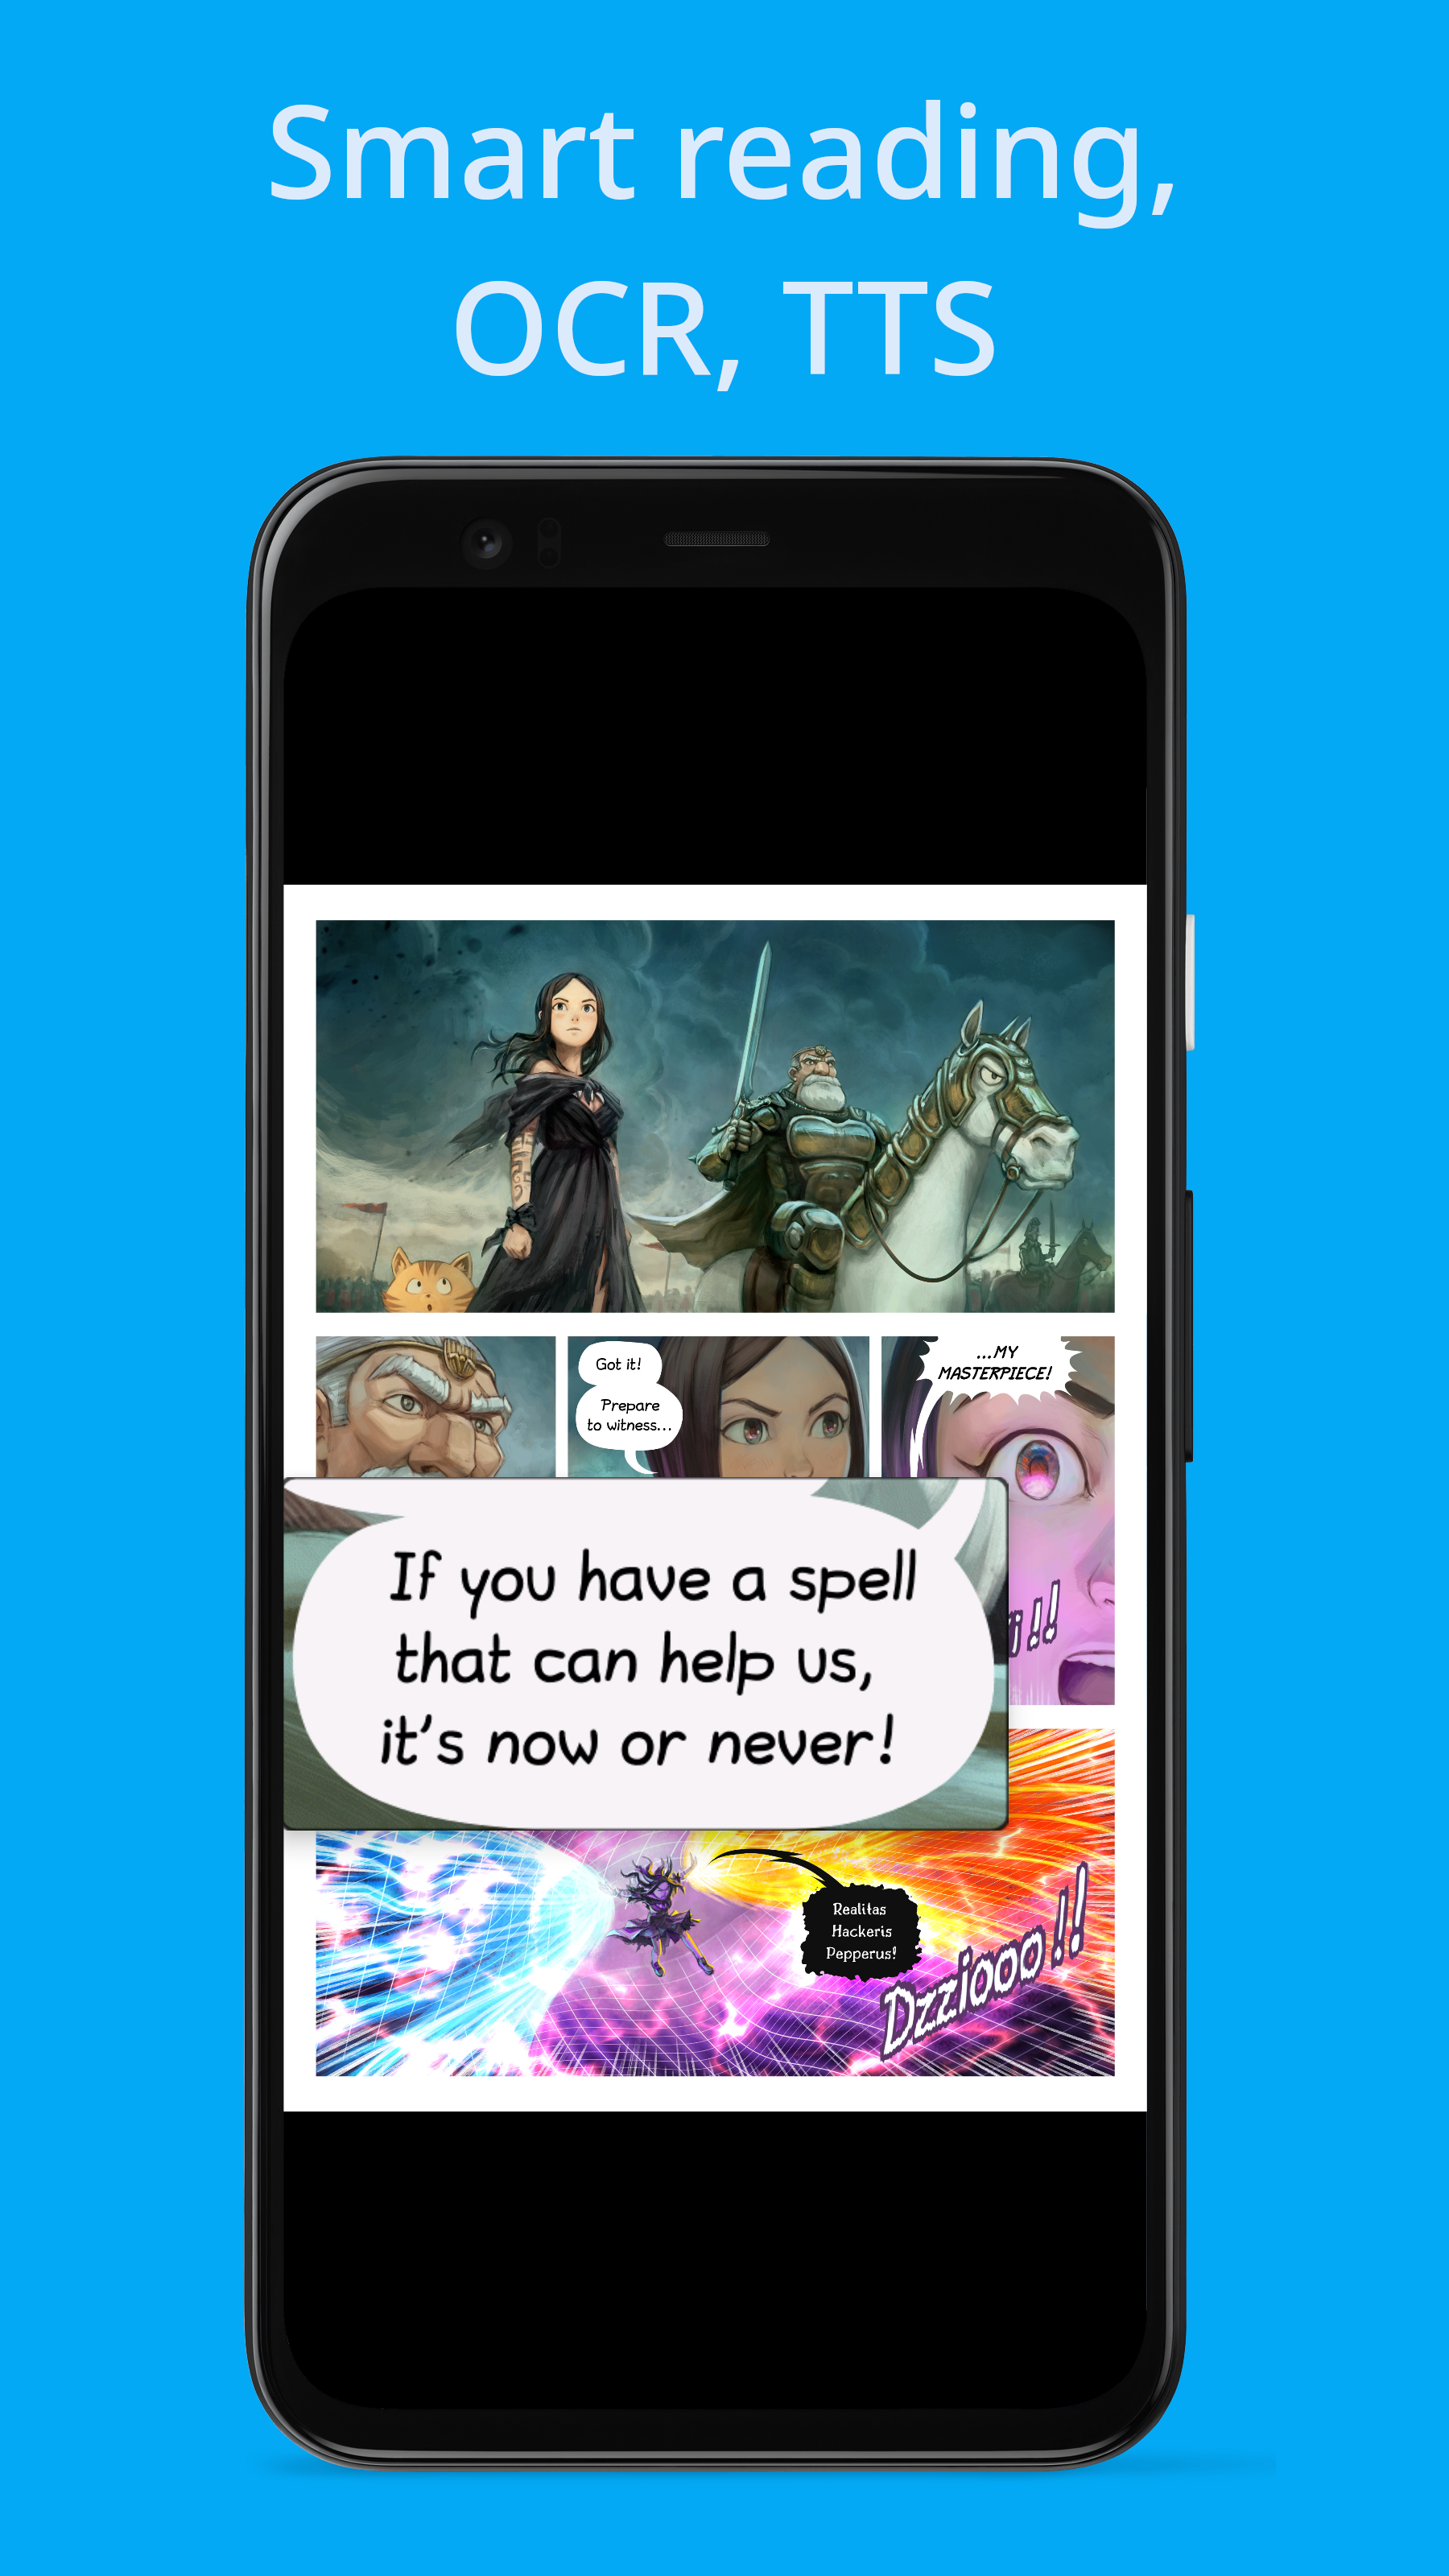 Smart reading,
OCR, TTS
Got it!
Prepare
to witness...
...MY
MASTERPIECE!
If you have a spell
that can help us,
it's now or never!
i!!
Realitas
Hackeris
Pepperus!
Dzziooo!!